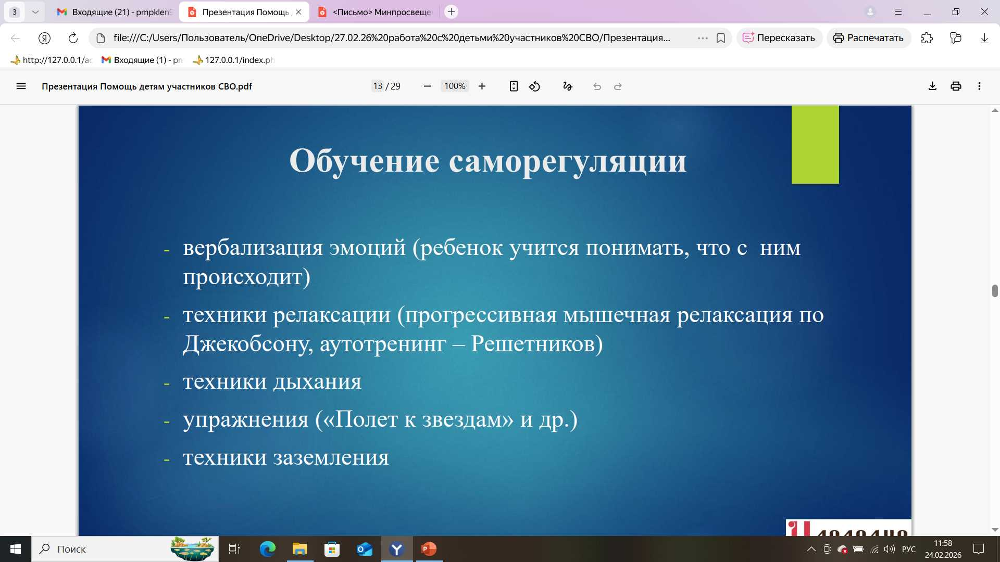 3
Входящие (21) - pmpklen9
Презентация Помощь
<Письмо> Минпросвеще
file:///C:/Users/Пользователь/OneDrive/Desktop/27.02.26%20работа%20с%20детьми%20участников%20СВО/Презентация...
Пересказать
Распечатать
http://127.0.0.1/ac
Входящие (1) - pm
127.0.0.1/index.ph
Презентация Помощь детям участников СВО.pdf
13 / 29
100%
Обучение саморегуляции
- вербализация эмоций (ребенок учится понимать, что с  ним
происходит)
- техники релаксации (прогрессивная мышечная релаксация по
Джекобсону, аутотренинг – Решетников)
- техники дыхания
- упражнения («Полет к звездам» и др.)
- техники заземления
Поиск
РУС
11:58
24.02.2026